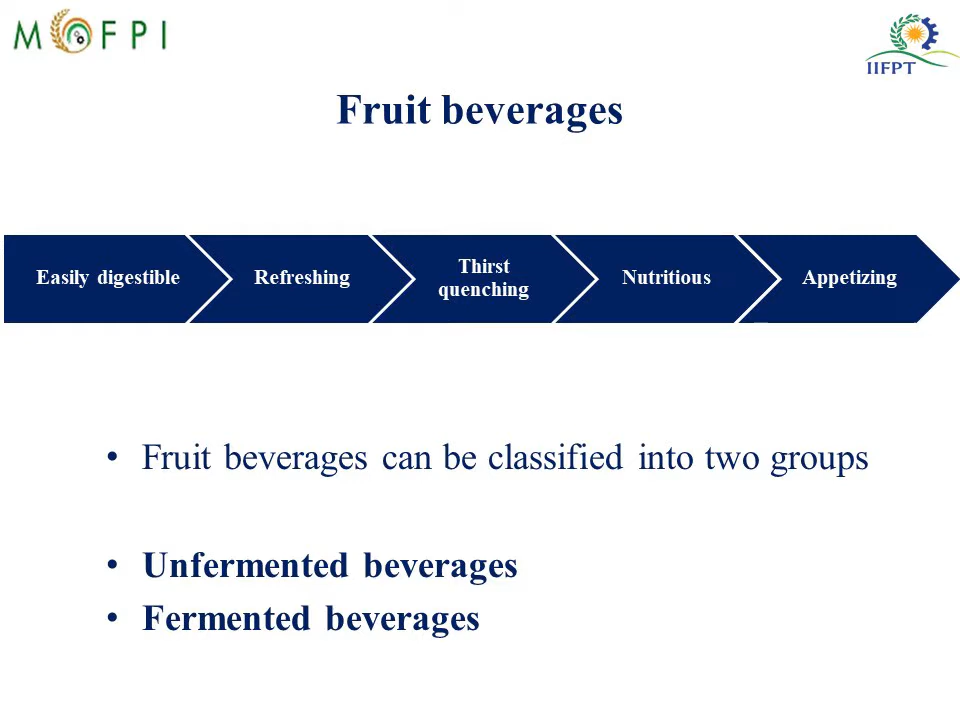 MOFPI
IIFPT
Fruit beverages
Easily digestible
Refreshing
Thirst
quenching
Nutritious
Appetizing
• Fruit beverages can be classified into two groups
• Unfermented beverages
• Fermented beverages